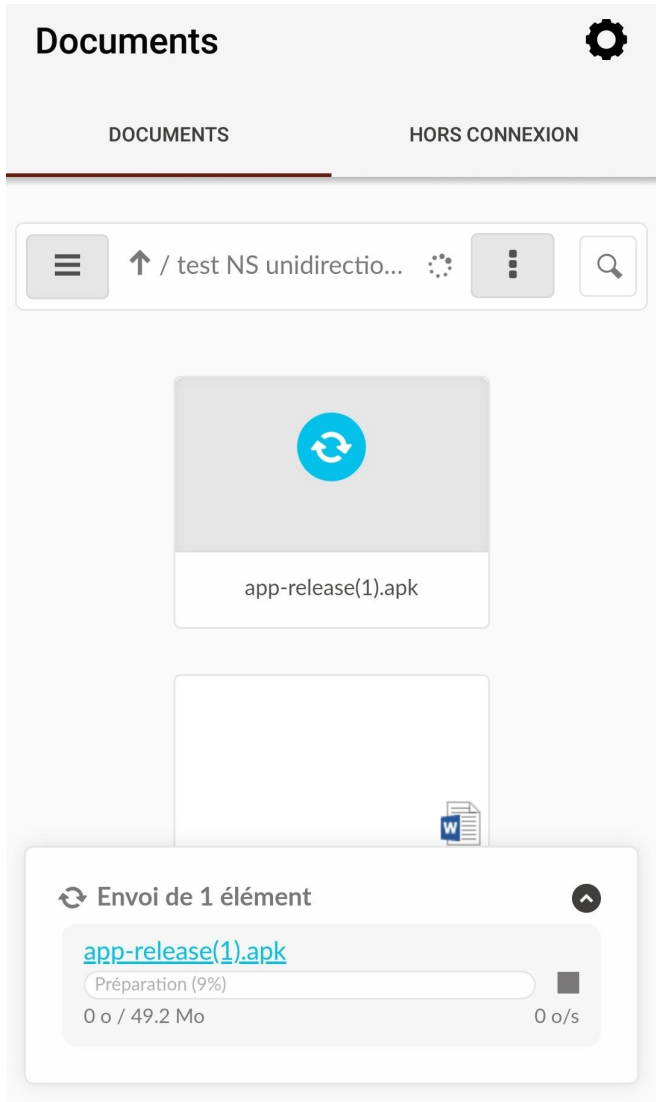 Documents
DOCUMENTS
HORS CONNEXION
/ test NS unidirectio...
app-release(1).apk
W
Envoi de 1 élément
app-release(1).apk
Préparation (9%)
0 o / 49.2 Mo
0 o/s